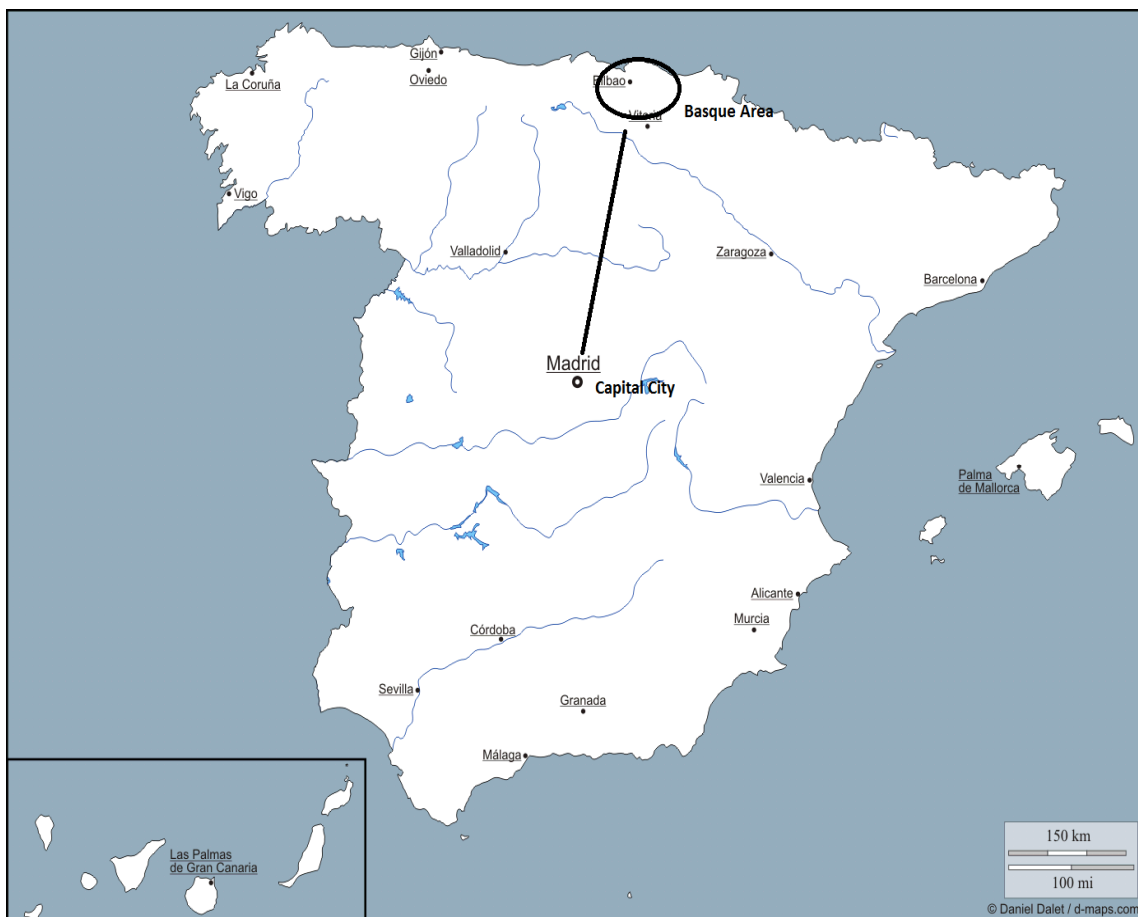 Gijón
Oviedo
La Coruña
Bilbao
Basque Area
Vitoria
Vigo
Valladolid
Zaragoza
Barcelona
Madrid
Capital City
Valencia
Palma
de Mallorca
Alicante
Murcia
Córdoba
Sevilla
Granada
Málaga
Las Palmas
de Gran Canaria
150 km
100 mi
© Daniel Dalet / d-maps.com